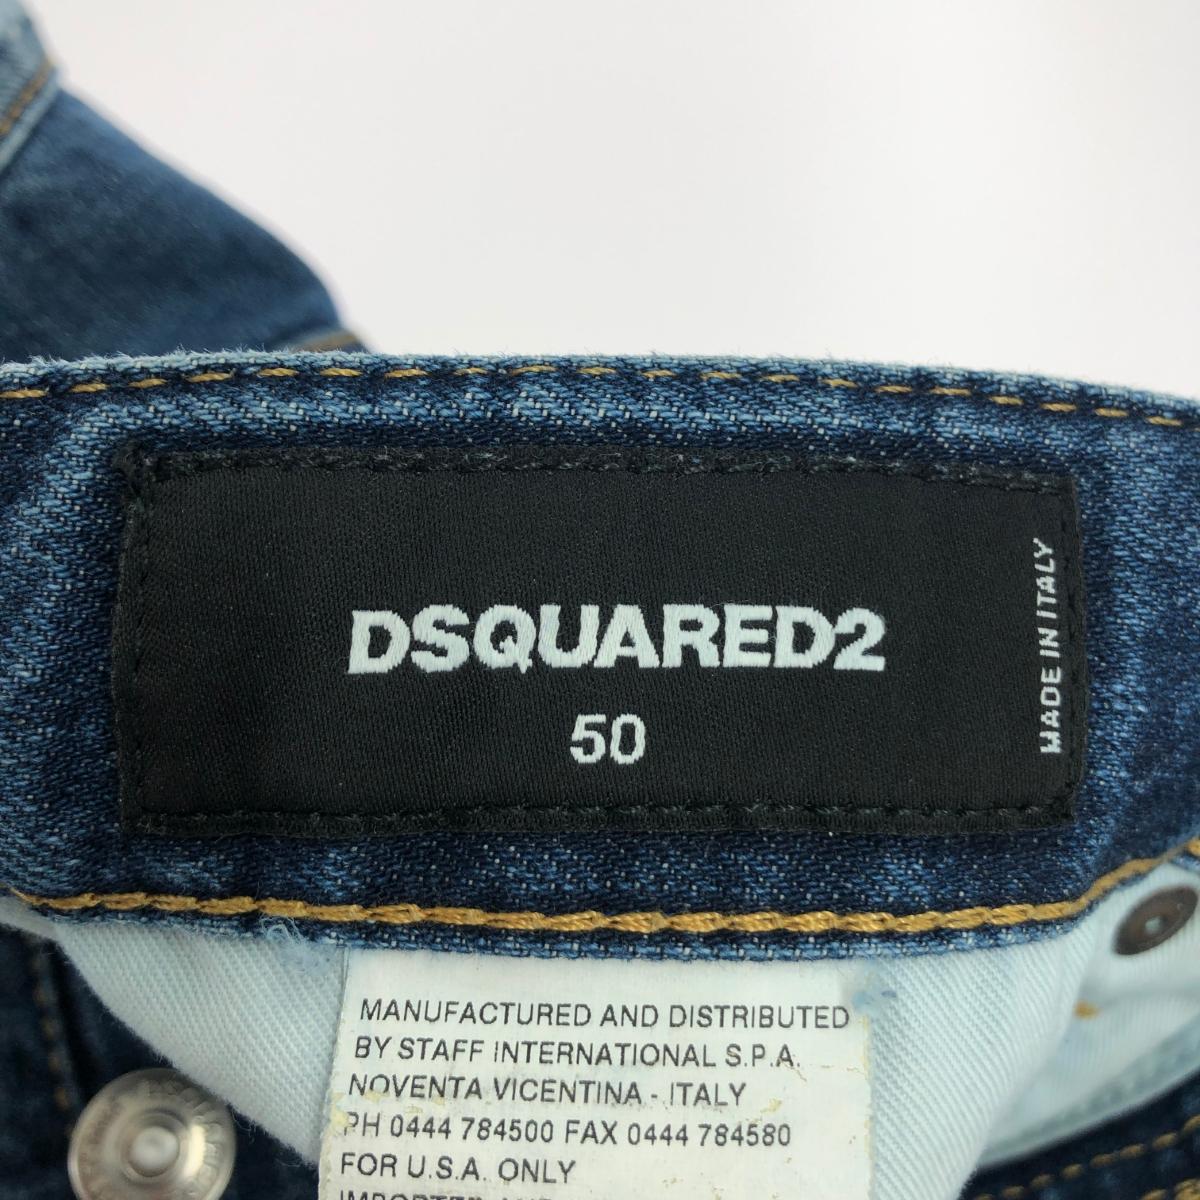 DSQUARED2
50
MADE IN ITALY
MANUFACTURED AND DISTRIBUTED
BY STAFF INTERNATIONAL S.P.A.
NOVENTA VICENTINA - ITALY
PH 0444 784500 FAX 0444 784580
FOR U.S.A. ONLY